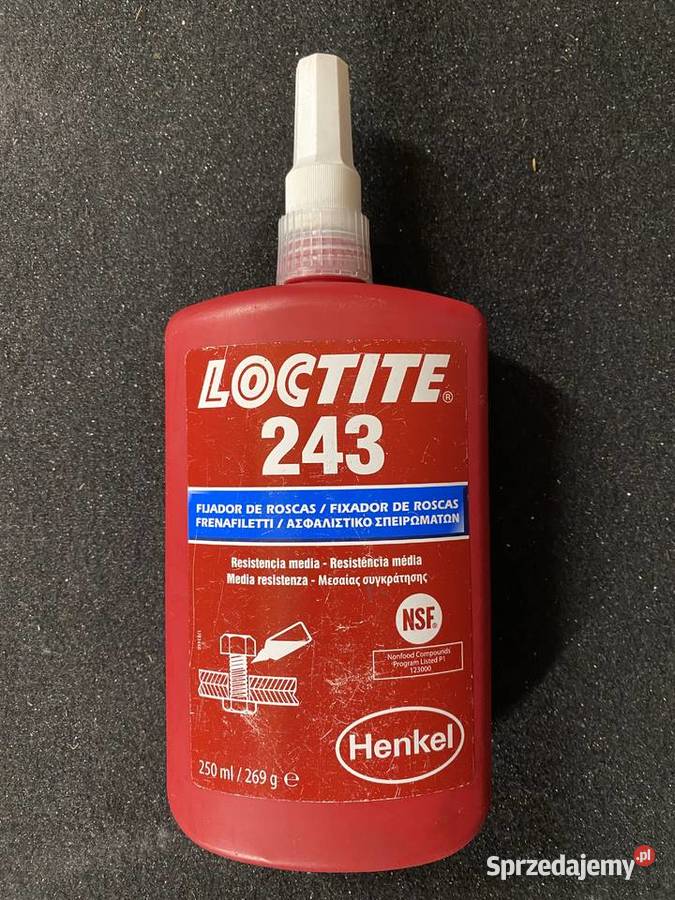 LOCTITE®
243
FIJADOR DE ROSCAS / FIXADOR DE ROSCAS
FRENAFILETTI / ΑΣΦΑΛΙΣΤΙΚΟ ΣΠΕΙΡΩΜΑΤΩΝ
Resistencia media - Resistência média
Media resistenza - Μεσαίας συγκράτησης
NSF®
Nonfood Compounds
Program Listed P1
123000
Henkel
250 ml / 269 g ℮
Sprzedajemy.pl